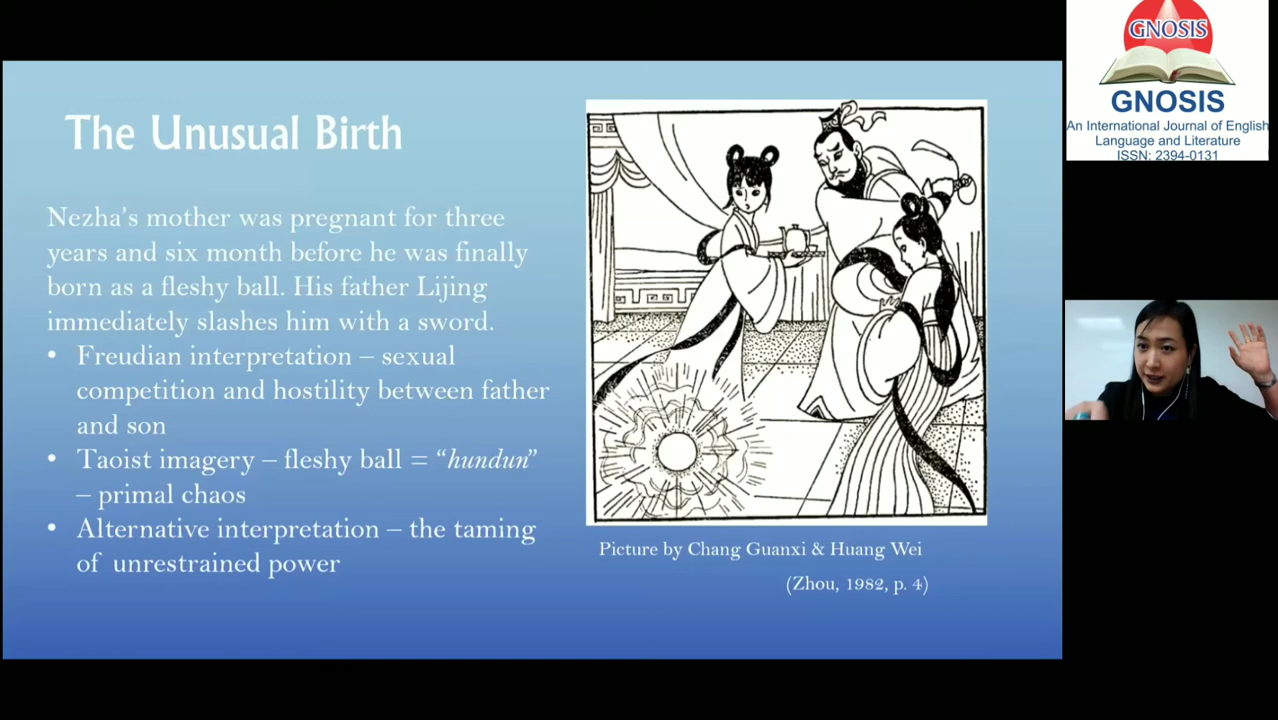 The Unusual Birth
Nezha's mother was pregnant for three
years and six month before he was finally
born as a fleshy ball. His father Lijing
immediately slashes him with a sword.
• Freudian interpretation – sexual
competition and hostility between father
and son
• Taoist imagery – fleshy ball = “hundun”
– primal chaos
• Alternative interpretation – the taming
of unrestrained power
Picture by Chang Guanxi & Huang Wei
(Zhou, 1982, p. 4)
GNOSIS
GNOSIS
An International Journal of English
Language and Literature
ISSN: 2394-0131